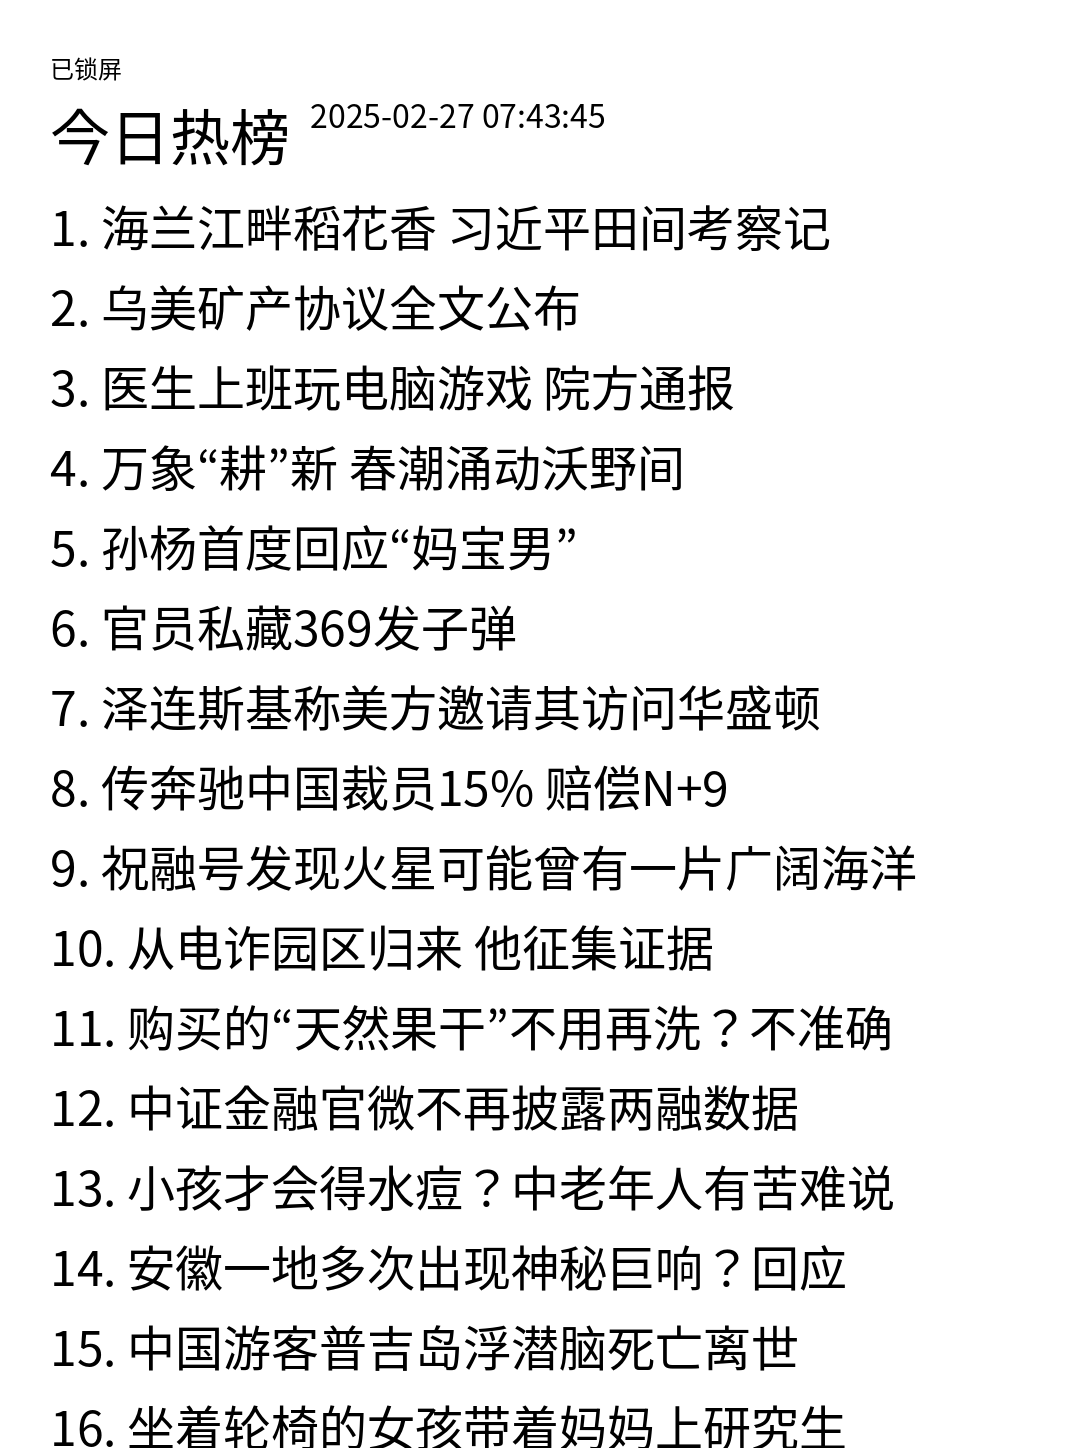 已锁屏
今日热榜 2025-02-27 07:43:45
1. 海兰江畔稻花香 习近平田间考察记
2. 乌美矿产协议全文公布
3. 医生上班玩电脑游戏 院方通报
4. 万象“耕”新 春潮涌动沃野间
5. 孙杨首度回应“妈宝男”
6. 官员私藏369发子弹
7. 泽连斯基称美方邀请其访问华盛顿
8. 传奔驰中国裁员15% 赔偿N+9
9. 祝融号发现火星可能曾有一片广阔海洋
10. 从电诈园区归来 他征集证据
11. 购买的“天然果干”不用再洗？不准确
12. 中证金融官微不再披露两融数据
13. 小孩才会得水痘？中老年人有苦难说
14. 安徽一地多次出现神秘巨响？回应
15. 中国游客普吉岛浮潜脑死亡离世
16. 坐着轮椅的女孩带着妈妈上研究生